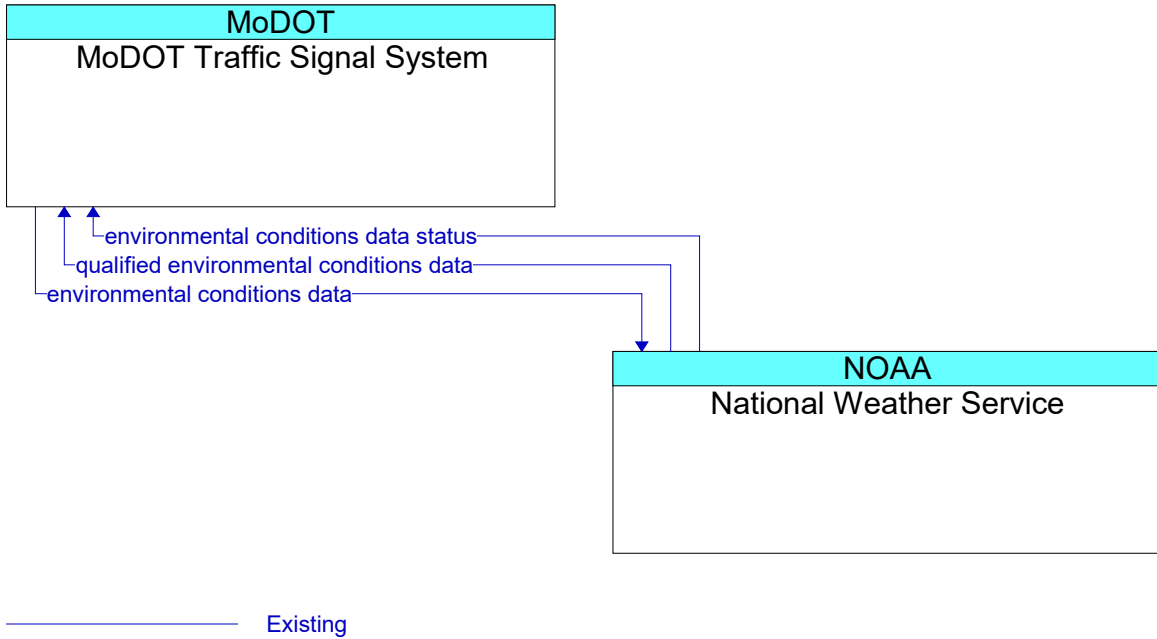 MoDOT
MoDOT Traffic Signal System
environmental conditions data status
qualified environmental conditions data
environmental conditions data
NOAA
National Weather Service
Existing